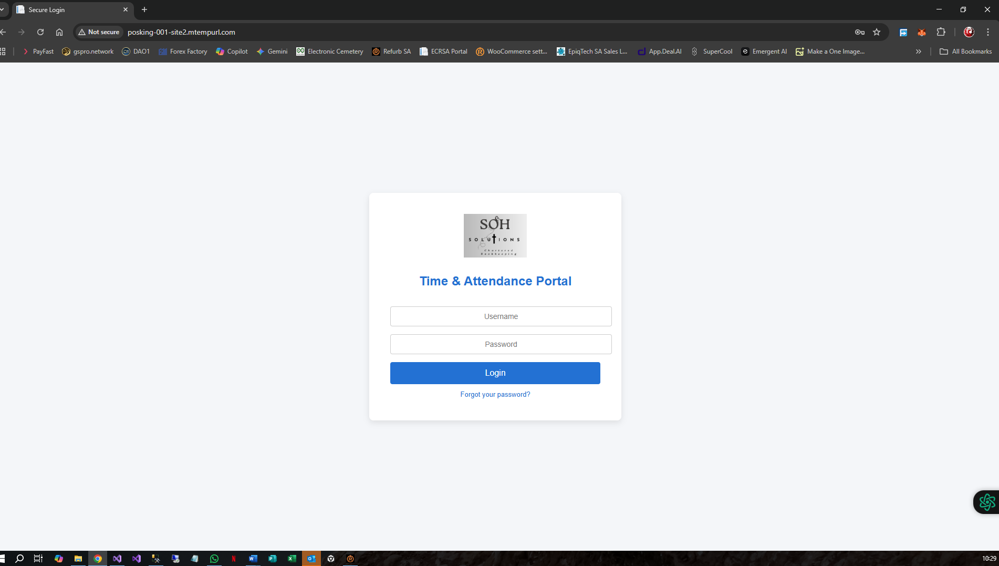 Secure Login
Not secure
posking-001-site2.mtempurl.com
PayFast
gspro.network
DAO1
Forex Factory
Copilot
Gemini
Electronic Cemetery
Refurb SA
ECRSA Portal
WooCommerce sett...
EpiqTech SA Sales L...
App.Deal.AI
SuperCool
Emergent AI
Make a One Image...
All Bookmarks
SOH
SOLUTIONS
Chartered
Bookkeeping
Time & Attendance Portal
Username
Password
Login
Forgot your password?
10:29